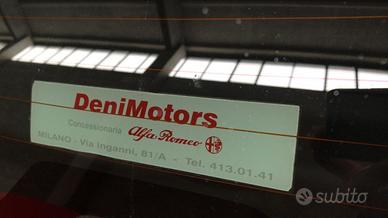 DeniMotors
Concessionaria Alfa Romeo
MILANO - Via Inganni, 81/A - Tel. 413.01.41
subito